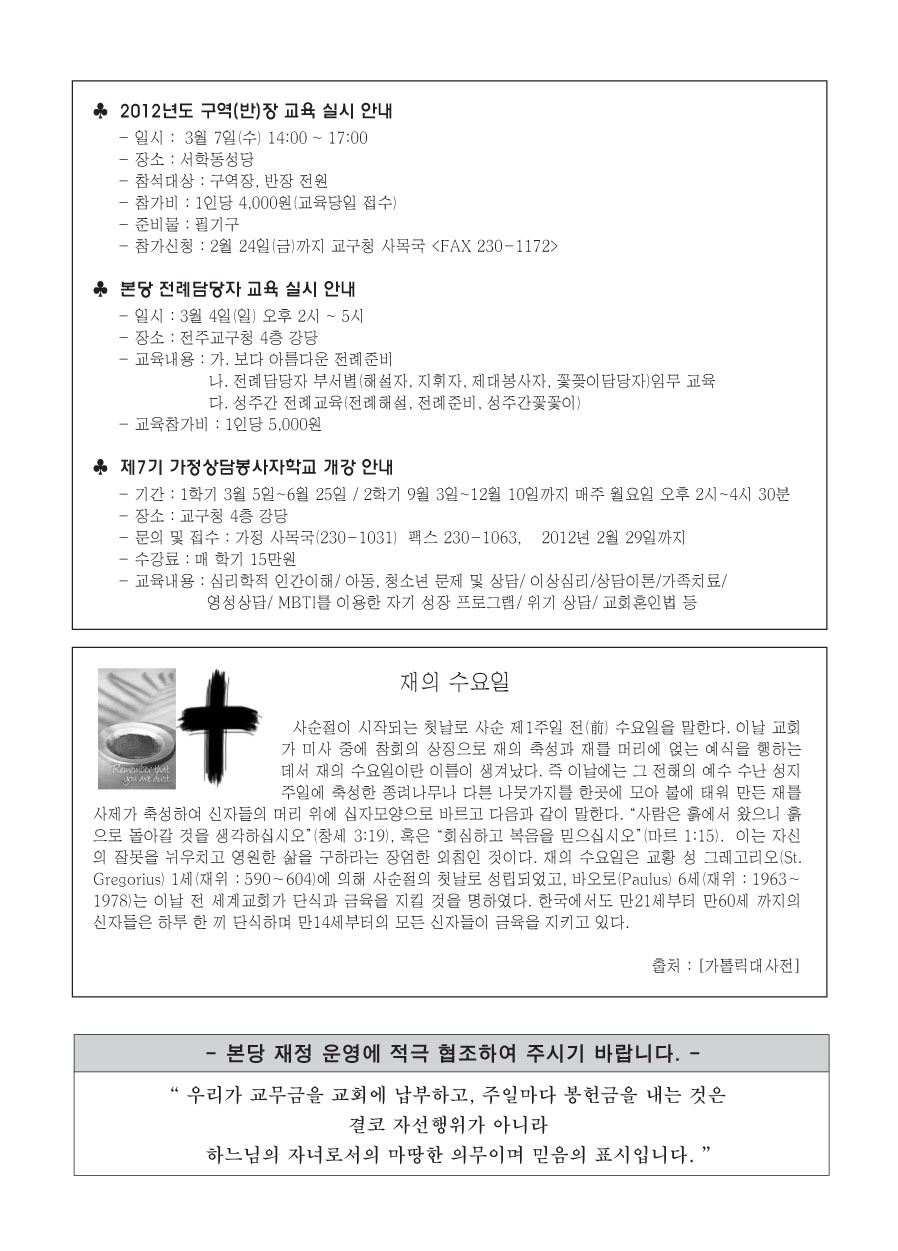 ♣ 2012년도 구역(반)장 교육 실시 안내
- 일시 : 3월 7일(수) 14:00 ~ 17:00
- 장소 : 서학동성당
- 참석대상 : 구역장, 반장 전원
- 참가비 : 1인당 4,000원(교육당일 접수)
- 준비물 : 필기구
- 참가신청 : 2월 24일(금)까지 교구청 사목국 <FAX 230-1172>
♣ 본당 전례담당자 교육 실시 안내
- 일시 : 3월 4일(일) 오후 2시 ~ 5시
- 장소 : 전주교구청 4층 강당
- 교육내용 : 가. 보다 아름다운 전례준비
나. 전례담당자 부서별(해설자, 지휘자, 제대봉사자, 꽃꽂이담당자)임무 교육
다. 성주간 전례교육(전례해설, 전례준비, 성주간꽃꽂이)
- 교육참가비 : 1인당 5,000원
♣ 제7기 가정상담봉사자학교 개강 안내
- 기간 : 1학기 3월 5일~6월 25일 / 2학기 9월 3일~12월 10일까지 매주 월요일 오후 2시~4시 30분
- 장소 : 교구청 4층 강당
- 문의 및 접수 : 가정 사목국(230-1031) 팩스 230-1063, 2012년 2월 29일까지
- 수강료 : 매 학기 15만원
- 교육내용 : 심리학적 인간이해/ 아동, 청소년 문제 및 상담/ 이상심리/상담이론/가족치료/
영성상담/ MBTI를 이용한 자기 성장 프로그램/ 위기 상담/ 교회혼인법 등
Remember that
you are dust
재의 수요일
사순절이 시작되는 첫날로 사순 제1주일 전(前) 수요일을 말한다. 이날 교회
가 미사 중에 참회의 상징으로 재의 축성과 재를 머리에 얹는 예식을 행하는
데서 재의 수요일이란 이름이 생겨났다. 즉 이날에는 그 전해의 예수 수난 성지
주일에 축성한 종려나무나 다른 나뭇가지를 한곳에 모아 불에 태워 만든 재를
사제가 축성하여 신자들의 머리 위에 십자모양으로 바르고 다음과 같이 말한다. “사람은 흙에서 왔으니 흙
으로 돌아갈 것을 생각하십시오”(창세 3:19), 혹은 “회심하고 복음을 믿으십시오”(마르 1:15). 이는 자신
의 잘못을 뉘우치고 영원한 삶을 구하라는 장엄한 외침인 것이다. 재의 수요일은 교황 성 그레고리오(St.
Gregorius) 1세(재위 : 590~604)에 의해 사순절의 첫날로 성립되었고, 바오로(Paulus) 6세(재위 : 1963~
1978)는 이날 전 세계교회가 단식과 금육을 지킬 것을 명하였다. 한국에서도 만21세부터 만60세 까지의
신자들은 하루 한 끼 단식하며 만14세부터의 모든 신자들이 금육을 지키고 있다.
출처 : [가톨릭대사전]
- 본당 재정 운영에 적극 협조하여 주시기 바랍니다. -
“ 우리가 교무금을 교회에 납부하고, 주일마다 봉헌금을 내는 것은
결코 자선행위가 아니라
하느님의 자녀로서의 마땅한 의무이며 믿음의 표시입니다. ”